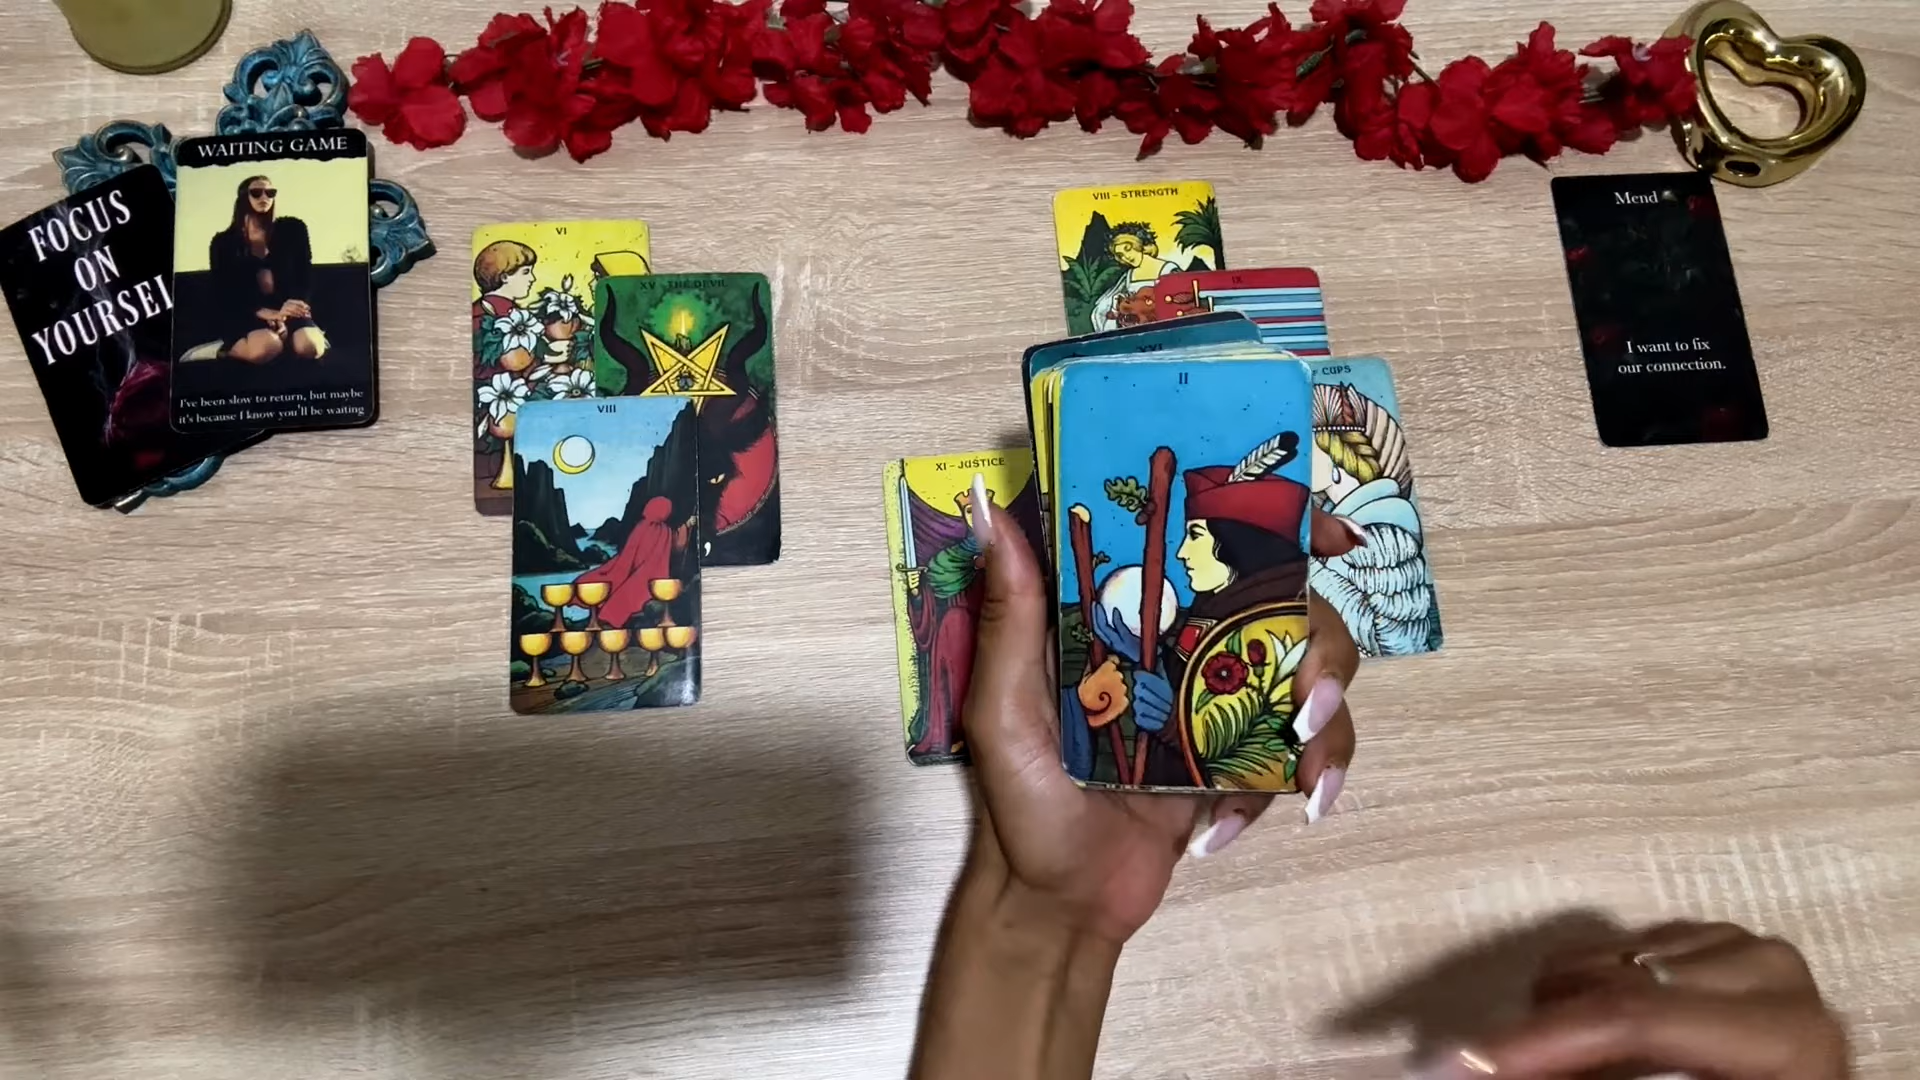 FOCUS
ON
YOURSEL
WAITING GAME
I've been slow to return, but maybe
it's because I know you'll be waiting
VI
XV - THE DEVIL
VIII
VIII - STRENGTH
IX
XVI
II
XI - JUSTICE
CUPS
Mend
I want to fix
our connection.